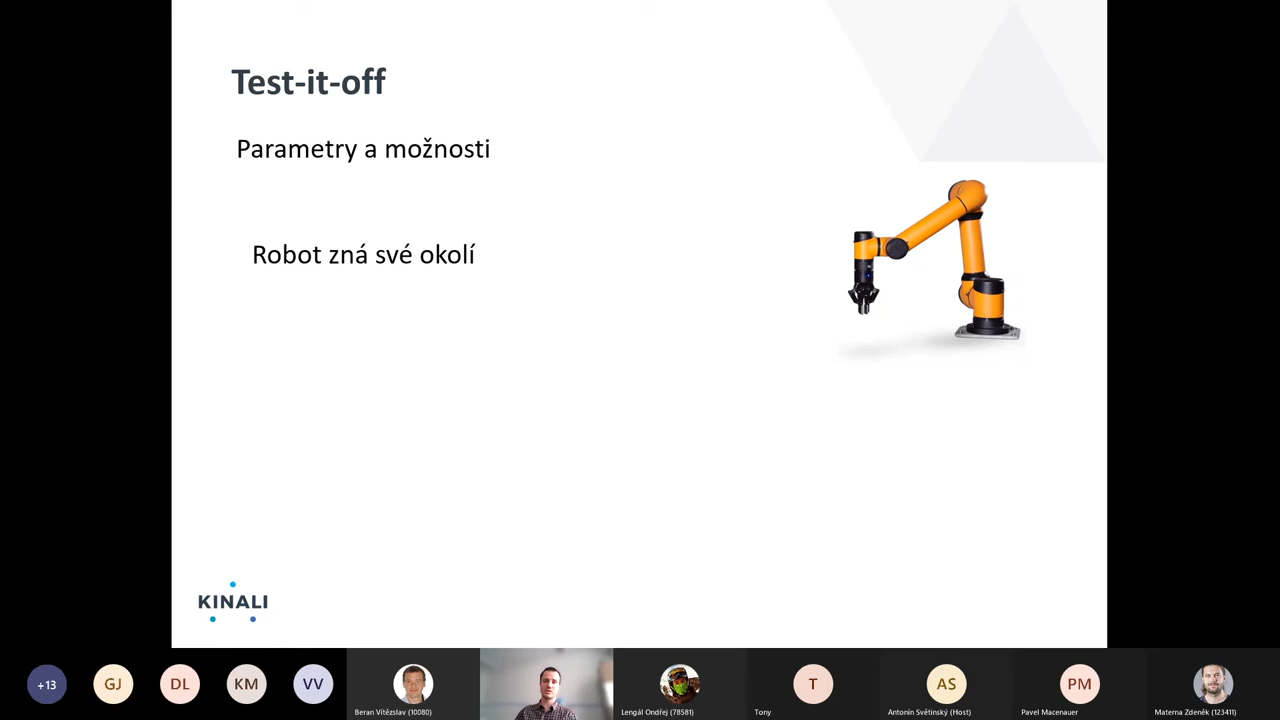 Test-it-off
Parametry a možnosti
Robot zná své okolí
KINALI
+13
GJ
DL
KM
VV
Beran Vítězslav (10080)
Lengál Ondřej (78581)
T
Tony
AS
Antonín Světinský (Host)
PM
Pavel Macenauer
Materna Zdeněk (123411)